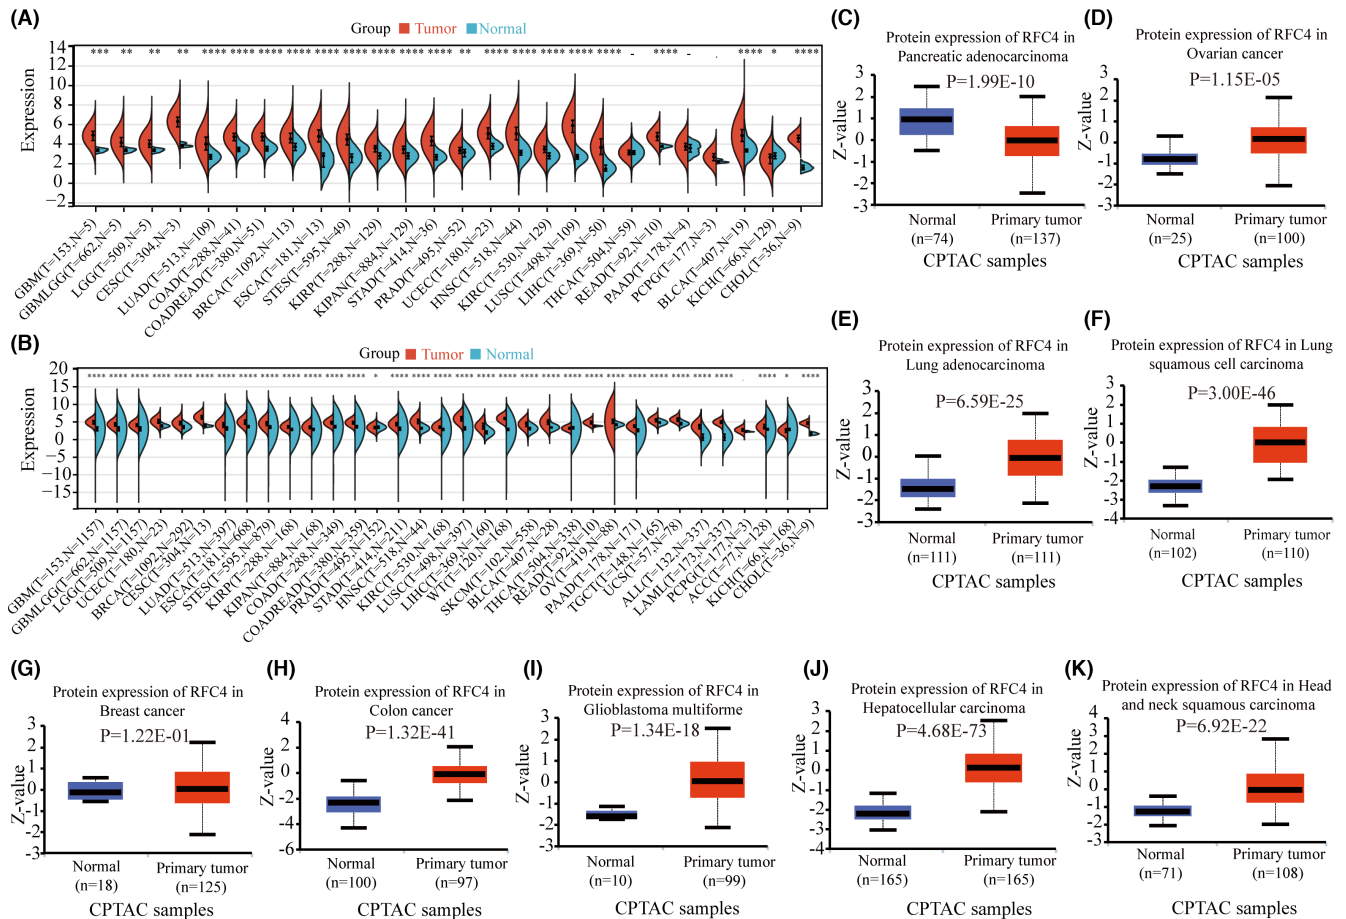 (A)
Group Tumor Normal
Expression
14
12
10
8
6
4
2
0
−2
*** ** ** ** **** **** **** **** **** **** **** **** **** ** **** **** **** **** **** - **** - . **** * ****
GBM(T=153,N=5)
GBMLGG(T=662,N=5)
LGG(T=509,N=5)
CESC(T=304,N=3)
LUAD(T=513,N=109)
COAD(T=288,N=41)
COADREAD(T=380,N=51)
BRCA(T=1092,N=113)
ESCA(T=181,N=13)
STES(T=595,N=49)
KIRP(T=288,N=129)
KIPAN(T=884,N=129)
STAD(T=414,N=36)
PRAD(T=495,N=52)
UCEC(T=180,N=23)
HNSC(T=518,N=44)
KIRC(T=530,N=129)
LUSC(T=498,N=109)
LIHC(T=369,N=50)
THCA(T=504,N=59)
READ(T=92,N=10)
PAAD(T=178,N=4)
PCPG(T=177,N=3)
BLCA(T=407,N=19)
KICH(T=66,N=129)
CHOL(T=36,N=9)
(B)
Group Tumor Normal
Expression
20
15
10
5
0
−5
−10
−15
GBM(T=153,N=1157)
GBMLGG(T=662,N=1157)
LGG(T=509,N=1157)
UCEC(T=180,N=23)
BRCA(T=1092,N=292)
CESC(T=304,N=13)
LUAD(T=513,N=397)
ESCA(T=181,N=668)
STES(T=595,N=879)
KIRP(T=288,N=168)
KIPAN(T=884,N=168)
COAD(T=288,N=349)
COADREAD(T=380,N=359)
PRAD(T=495,N=152)
STAD(T=414,N=211)
HNSC(T=518,N=44)
KIRC(T=530,N=168)
LUSC(T=498,N=397)
LIHC(T=369,N=160)
WT(T=120,N=168)
SKCM(T=102,N=558)
BLCA(T=407,N=28)
THCA(T=504,N=338)
READ(T=92,N=10)
OV(T=419,N=88)
PAAD(T=178,N=171)
TGCT(T=148,N=165)
UCS(T=57,N=78)
ALL(T=132,N=337)
LAML(T=173,N=337)
PCPG(T=177,N=3)
ACC(T=77,N=128)
KICH(T=66,N=168)
CHOL(T=36,N=9)
(C)
Protein expression of RFC4 in
Pancreatic adenocarcinoma
P=1.99E-10
Z-value
3
2
1
0
-1
-2
-3
Normal
(n=74)
Primary tumor
(n=137)
CPTAC samples
(D)
Protein expression of RFC4 in
Ovarian cancer
P=1.15E-05
Z-value
3
2
1
0
-1
-2
-3
Normal
(n=25)
Primary tumor
(n=100)
CPTAC samples
(E)
Protein expression of RFC4 in
Lung adenocarcinoma
P=6.59E-25
Z-value
3
2
1
0
-1
-2
-3
Normal
(n=111)
Primary tumor
(n=111)
CPTAC samples
(F)
Protein expression of RFC4 in Lung
squamous cell carcinoma
P=3.00E-46
Z-value
3
2
1
0
-1
-2
-3
-4
Normal
(n=102)
Primary tumor
(n=110)
CPTAC samples
(G)
Protein expression of RFC4 in
Breast cancer
P=1.22E-01
Z-value
3
2
1
0
-1
-2
-3
Normal
(n=18)
Primary tumor
(n=125)
CPTAC samples
(H)
Protein expression of RFC4 in
Colon cancer
P=1.32E-41
Z-value
4
2
0
-2
-4
-6
Normal
(n=100)
Primary tumor
(n=97)
CPTAC samples
(I)
Protein expression of RFC4 in
Glioblastoma multiforme
P=1.34E-18
Z-value
3
2
1
0
-1
-2
-3
Normal
(n=10)
Primary tumor
(n=99)
CPTAC samples
(J)
Protein expression of RFC4 in
Hepatocellular carcinoma
P=4.68E-73
Z-value
3
2
1
0
-1
-2
-3
-4
Normal
(n=165)
Primary tumor
(n=165)
CPTAC samples
(K)
Protein expression of RFC4 in Head
and neck squamous carcinoma
P=6.92E-22
Z-value
4
3
2
1
0
-1
-2
-3
Normal
(n=71)
Primary tumor
(n=108)
CPTAC samples